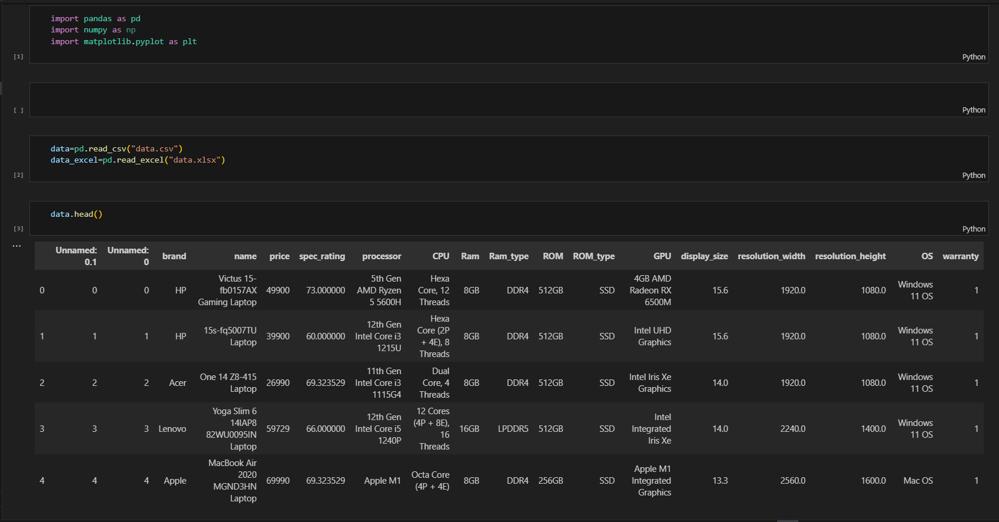 import pandas as pd
import numpy as np
import matplotlib.pyplot as plt
[1]
Python
[ ]
Python
data=pd.read_csv("data.csv")
data_excel=pd.read_excel("data.xlsx")
[2]
Python
data.head()
[3]
Python
...
Unnamed: 0.1 Unnamed: 0 brand name price spec_rating processor CPU Ram Ram_type ROM ROM_type GPU display_size resolution_width resolution_height OS warranty
0 0 0 HP Victus 15-fb0157AX Gaming Laptop 49900 73.000000 5th Gen AMD Ryzen 5 5600H Hexa Core, 12 Threads 8GB DDR4 512GB SSD 4GB AMD Radeon RX 6500M 15.6 1920.0 1080.0 Windows 11 OS 1
1 1 1 HP 15s-fq5007TU Laptop 39900 60.000000 12th Gen Intel Core i3 1215U Hexa Core (2P + 4E), 8 Threads 8GB DDR4 512GB SSD Intel UHD Graphics 15.6 1920.0 1080.0 Windows 11 OS 1
2 2 2 Acer One 14 Z8-415 Laptop 26990 69.323529 11th Gen Intel Core i3 1115G4 Dual Core, 4 Threads 8GB DDR4 512GB SSD Intel Iris Xe Graphics 14.0 1920.0 1080.0 Windows 11 OS 1
3 3 3 Lenovo Yoga Slim 6 14IAP8 82WU0095IN Laptop 59729 66.000000 12th Gen Intel Core i5 1240P 12 Cores (4P + 8E), 16 Threads 16GB LPDDR5 512GB SSD Intel Integrated Iris Xe 14.0 2240.0 1400.0 Windows 11 OS 1
4 4 4 Apple MacBook Air 2020 MGND3HN Laptop 69990 69.323529 Apple M1 Octa Core (4P + 4E) 8GB DDR4 256GB SSD Apple M1 Integrated Graphics 13.3 2560.0 1600.0 Mac OS 1